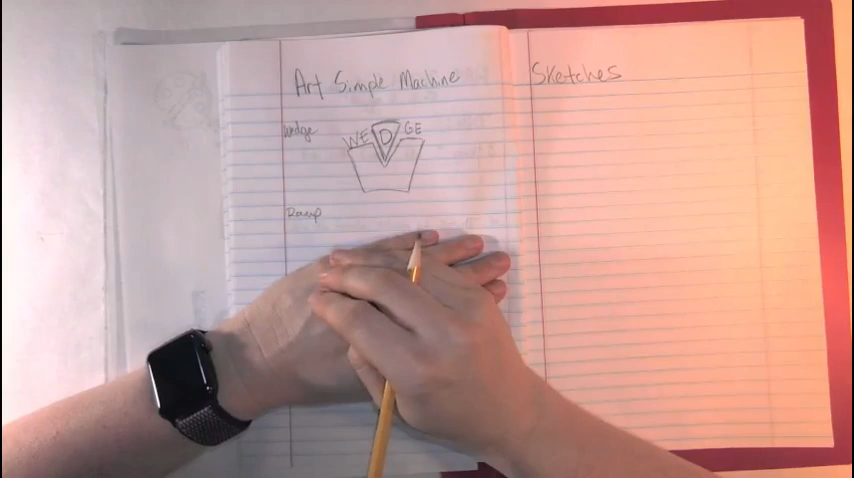 Art Simple Machine
Wedge
WEDGE
Ramp
Sketches